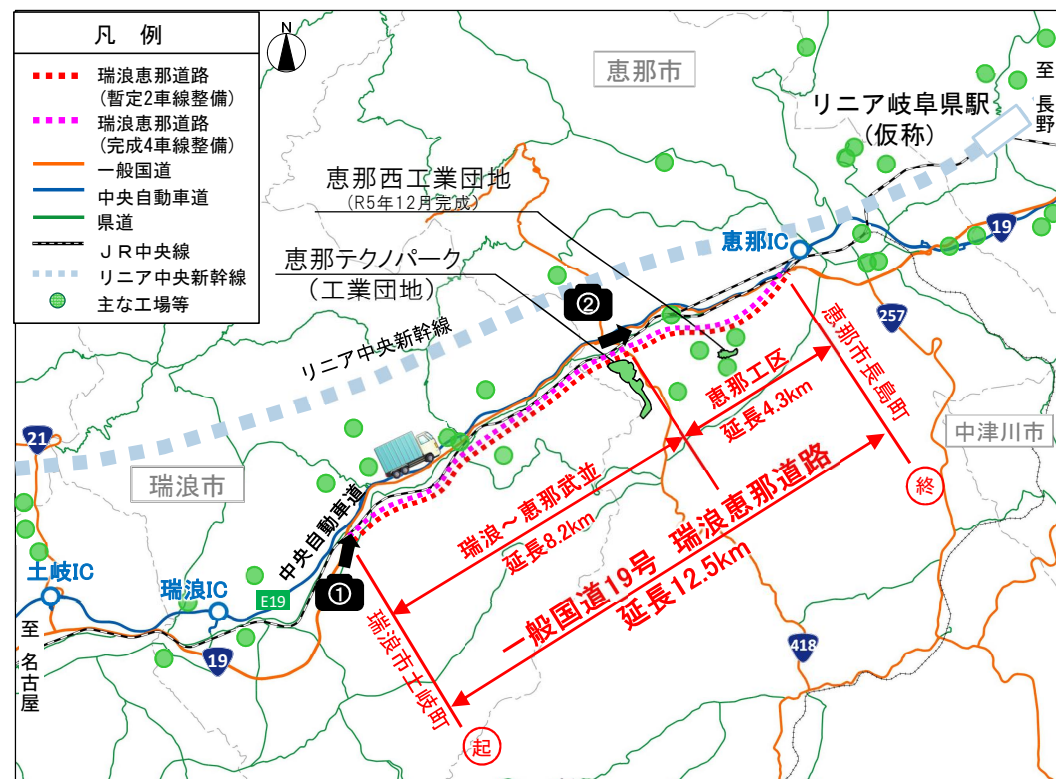 凡 例
瑞浪恵那道路
(暫定2車線整備)
瑞浪恵那道路
(完成4車線整備)
一般国道
中央自動車道
県道
JR中央線
リニア中央新幹線
主な工場等
N
恵那市
リニア岐阜県駅
(仮称)
至 長野
恵那西工業団地
(R5年12月完成)
恵那テクノパーク
(工業団地)
恵那IC
19
257
②
リニア中央新幹線
恵那市長島町
恵那工区
延長4.3km
中津川市
終
21
瑞浪市
中央自動車道
瑞浪～恵那武並
延長8.2km
一般国道19号 瑞浪恵那道路
延長12.5km
土岐IC
瑞浪IC
E19
①
至 名古屋
19
瑞浪市土岐町
418
起